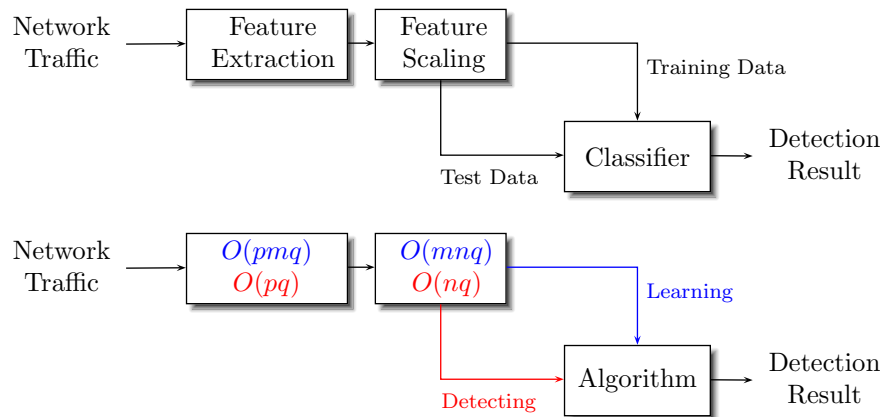 Network
Traffic
Feature
Extraction
Feature
Scaling
Training Data
Test Data
Classifier
Detection
Result
Network
Traffic
O(pmq)
O(pq)
O(mnq)
O(nq)
Learning
Detecting
Algorithm
Detection
Result